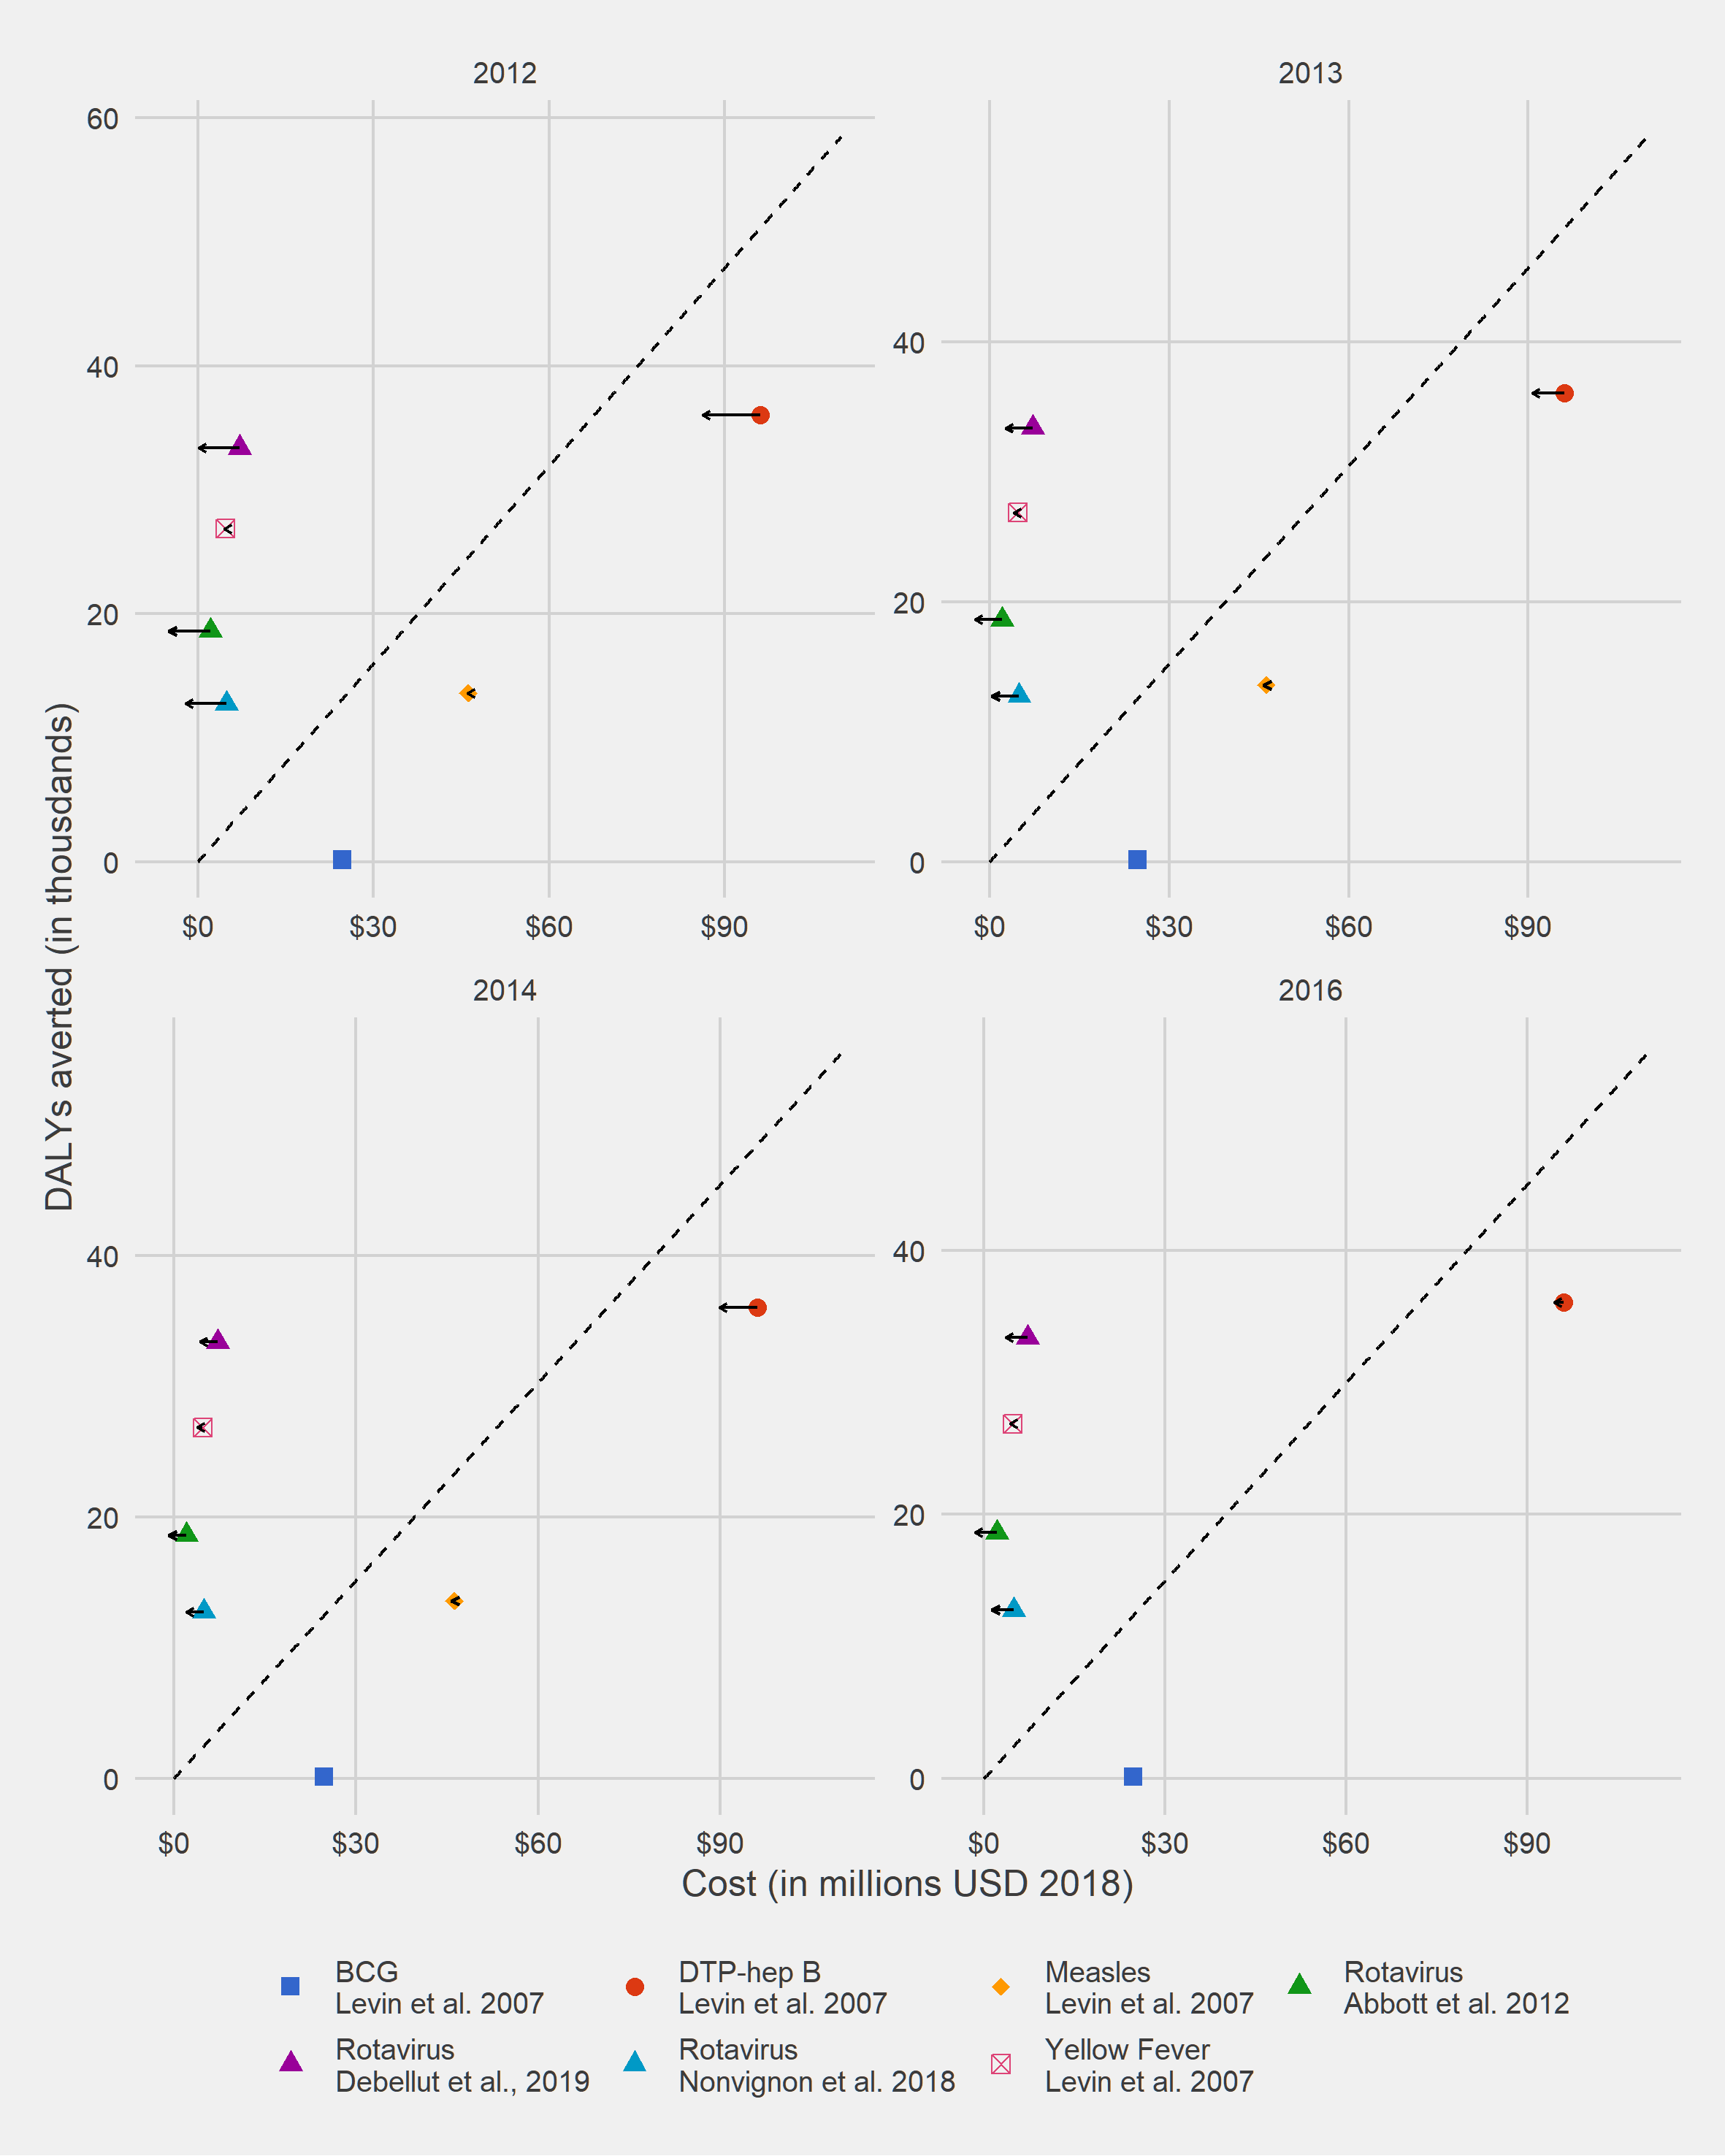 2012
2013
60
40
20
0
40
20
0
$0
$30
$60
$90
$0
$30
$60
$90
DALYs averted (in thousdands)
2014
2016
40
20
0
40
20
0
$0
$30
$60
$90
$0
$30
$60
$90
Cost (in millions USD 2018)
BCG
Levin et al. 2007
DTP-hep B
Levin et al. 2007
Measles
Levin et al. 2007
Rotavirus
Abbott et al. 2012
Rotavirus
Debellut et al., 2019
Rotavirus
Nonvignon et al. 2018
Yellow Fever
Levin et al. 2007